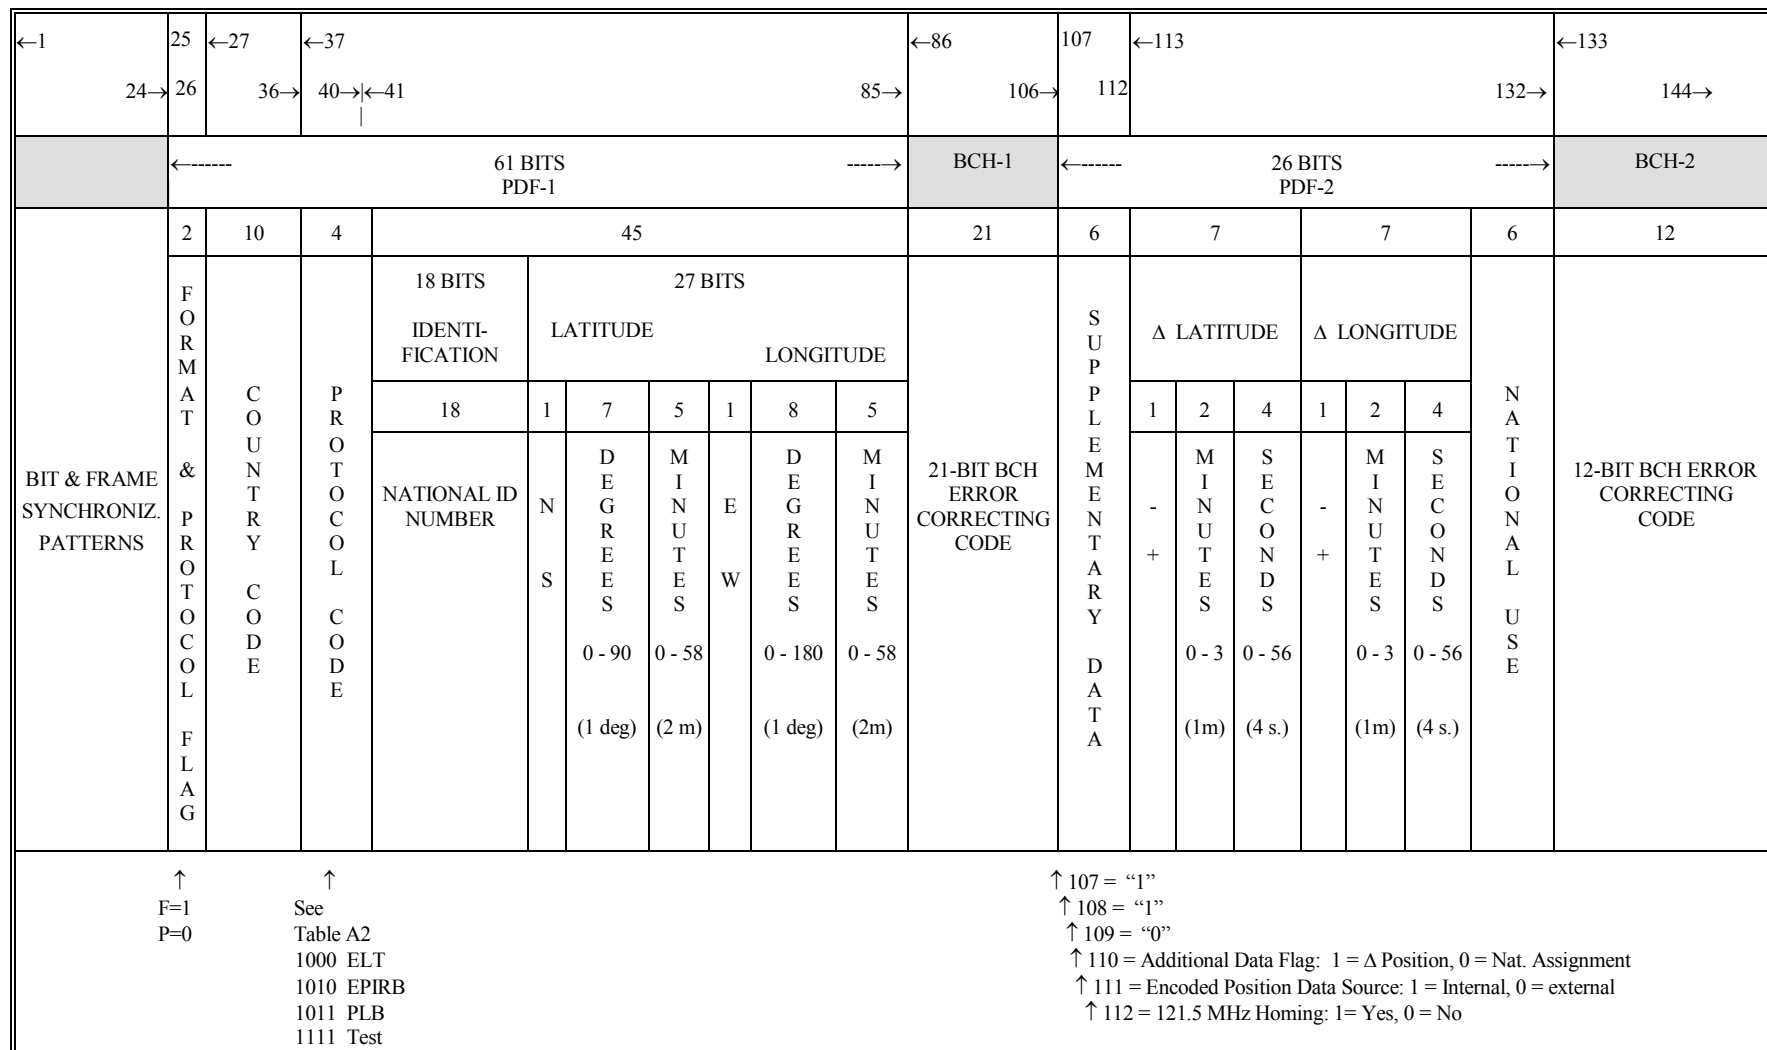 ←1 25 ←27 ←37 ←86 107 ←113 ←133
24→ 26 36→ 40→|←41 85→ 106→ 112 132→ 144→
|
←------ 61 BITS -----→ BCH-1 ←------ 26 BITS -----→ BCH-2
PDF-1 PDF-2
2 10 4 45 21 6 7 7 6 12
BIT & FRAME
SYNCHRONIZ.
PATTERNS
FORMAT & PROTOCOL FLAG
COUNTRY CODE
PROTOCOL CODE
18 BITS
IDENTI-
FICATION
18
NATIONAL ID
NUMBER
27 BITS
LATITUDE
LONGITUDE
1 7 5 1 8 5
N
S
DEGREES
0 - 90
(1 deg)
MINUTES
0 - 58
(2 m)
E
W
DEGREES
0 - 180
(1 deg)
MINUTES
0 - 58
(2m)
21-BIT BCH
ERROR
CORRECTING
CODE
SUPPLEMENTARY DATA
Δ LATITUDE
1 2 4
-
+
MINUTES
0 - 3
(1m)
SECONDS
0 - 56
(4 s.)
Δ LONGITUDE
1 2 4
-
+
MINUTES
0 - 3
(1m)
SECONDS
0 - 56
(4 s.)
NATIONAL USE
12-BIT BCH ERROR
CORRECTING
CODE
↑
F=1
P=0
↑
See
Table A2
1000 ELT
1010 EPIRB
1011 PLB
1111 Test
↑ 107 = “1”
↑ 108 = “1”
↑ 109 = “0”
↑ 110 = Additional Data Flag: 1 = Δ Position, 0 = Nat. Assignment
↑ 111 = Encoded Position Data Source: 1 = Internal, 0 = external
↑ 112 = 121.5 MHz Homing: 1= Yes, 0 = No